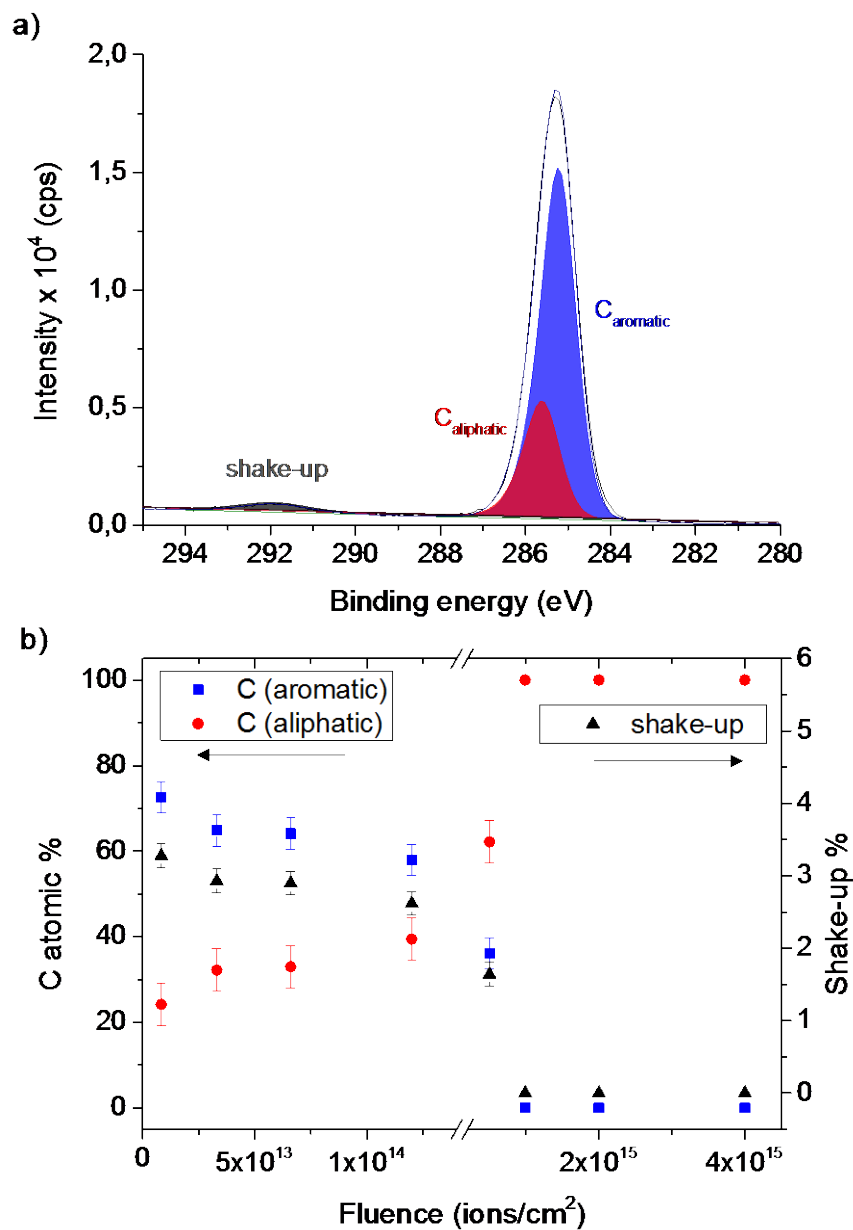 a)
2,0
1,5
1,0
0,5
0,0
Intensity x 10⁴ (cps)
C aromatic
C aliphatic
shake-up
294 292 290 288 286 284 282 280
Binding energy (eV)
b)
100
80
60
40
20
0
C atomic %
C (aromatic)
C (aliphatic)
shake-up
6
5
4
3
2
1
0
Shake-up %
0 5x10¹³ 1x10¹⁴ 2x10¹⁵ 4x10¹⁵
Fluence (ions/cm²)